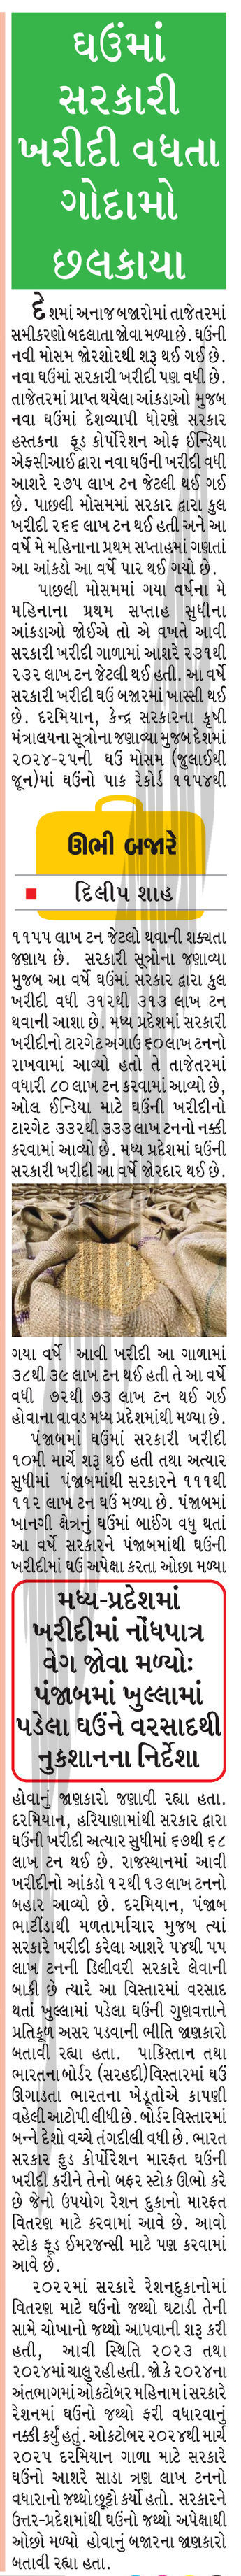 ઘઉંમાં
સરકારી
ખરીદી વધતા
ગોદામો
છલકાયા
દેશમાં અનાજ બજારોમાં તાજેતરમાં
સમીકરણો બદલાતા જોવા મળ્યા છે. ઘઉંની
નવી મોસમ જોરશોરથી શરૂ થઈ ગઈ છે.
નવા ઘઉંમાં સરકારી ખરીદી પણ વધી છે.
તાજેતરમાં પ્રાપ્ત થયેલા આંકડાઓ મુજબ
નવા ઘઉંમાં દેશવ્યાપી ધોરણે સરકાર
હસ્તકના ફુડ કોર્પોરેશન ઓફ ઈન્ડિયા
એફસીઆઈ દ્વારા નવા ઘઉંની ખરીદી વધી
આશરે ૨૭૫ લાખ ટન જેટલી થઈ ગઈ
છે. પાછલી મોસમમાં સરકાર દ્વારા કુલ
ખરીદી ૨૬૬ લાખ ટન થઈ હતી અને આ
વર્ષે મે મહિનાના પ્રથમ સપ્તાહમાં ગણતાં
આ આંકડો આ વર્ષે પાર થઈ ગયો છે.
પાછલી મોસમમાં ગયા વર્ષના મે
મહિનાના પ્રથમ સપ્તાહ સુધીના
આંકડાઓ જોઈએ તો એ વખતે આવી
સરકારી ખરીદી ગાળામાં આશરે ૨૩૧થી
૨૩૨ લાખ ટન જેટલી થઈ હતી. આ વર્ષે
સરકારી ખરીદી ઘઉં બજારમાં ખાસ્સી થઈ
છે. દરમિયાન, કેન્દ્ર સરકારના કૃષી
મંત્રાલયના સૂત્રોના જણાવ્યા મુજબ દેશમાં
૨૦૨૪-૨૫ની ઘઉં મોસમ (જુલાઈથી
જૂન)માં ઘઉંનો પાક રેકોર્ડ ૧૧૫૪થી
ઊભી બજારે
દિલીપ શાહ
૧૧૫૫ લાખ ટન જેટલો થવાની શક્યતા
જણાય છે. સરકારી સૂત્રોના જણાવ્યા
મુજબ આ વર્ષે ઘઉંમાં સરકાર દ્વારા કુલ
ખરીદી વધી ૩૧૨થી ૩૧૩ લાખ ટન
થવાની આશા છે. મધ્ય પ્રદેશમાં સરકારી
ખરીદીનો ટારગેટ અગાઉ ૬૦ લાખ ટનનો
રાખવામાં આવ્યો હતો તે તાજેતરમાં
વધારી ૮૦ લાખ ટન કરવામાં આવ્યો છે,
ઓલ ઈન્ડિયા માટે ઘઉંની ખરીદીનો
ટારગેટ ૩૩૨થી ૩૩૩ લાખ ટનનો નક્કી
કરવામાં આવ્યો છે. મધ્ય પ્રદેશમાં ઘઉંની
સરકારી ખરીદી આ વર્ષે જોરદાર થઈ છે.
ગયા વર્ષે આવી ખરીદી આ ગાળામાં
૩૮થી ૩૯ લાખ ટન થઈ હતી તે આ વર્ષે
વધી ૭૨થી ૭૩ લાખ ટન થઈ ગઈ
હોવાના વાવડ મધ્ય પ્રદેશમાંથી મળ્યા છે.
પંજાબમાં ઘઉંમાં સરકારી ખરીદી
૧૦મી માર્ચે શરૂ થઈ હતી તથા અત્યાર
સુધીમાં પંજાબમાંથી સરકારને ૧૧૧થી
૧૧૨ લાખ ટન ઘઉં મળ્યા છે. પંજાબમાં
ખાનગી ક્ષેત્રનું ઘઉંમાં બાઈંગ વધુ થતાં
આ વર્ષે સરકારને પંજાબમાંથી ઘઉંની
ખરીદીમાં ઘઉં અપેક્ષા કરતા ઓછા મળ્યા
મધ્ય-પ્રદેશમાં
ખરીદીમાં નોંધપાત્ર
વેગ જોવા મળ્યોઃ
પંજાબમાં ખુલ્લામાં
પડેલા ઘઉંને વરસાદથી
નુકશાનના નિર્દેશા
હોવાનું જાણકારો જણાવી રહ્યા હતા.
દરમિયાન, હરિયાણામાંથી સરકાર દ્વારા
ઘઉંની ખરીદી અત્યાર સુધીમાં ૬૭થી ૬૮
લાખ ટન થઈ છે. રાજસ્થાનમાં આવી
ખરીદીનો આંકડો ૧૨થી ૧૩ લાખ ટનનો
બહાર આવ્યો છે. દરમિયાન, પંજાબ
ભાટીંડાથી મળતામાચાર મુજબ ત્યાં
સરકારે ખરીદી કરેલા આશરે ૫૪થી ૫૫
લાખ ટનની ડિલીવરી સરકારે લેવાની
બાકી છે ત્યારે આ વિસ્તારમાં વરસાદ
થતાં ખુલ્લામાં પડેલા ઘઉંની ગુણવત્તાને
પ્રતિકૂળ અસર પડવાની ભીતિ જાણકારો
બતાવી રહ્યા હતા. પાકિસ્તાન તથા
ભારતના બોર્ડર (સરહદી) વિસ્તારમાં ઘઉં
ઊગાડતા ભારતના ખેડૂતોએ કાપણી
વહેલી આટોપી લીધી છે. બોર્ડર વિસ્તારમાં
બન્ને દેશો વચ્ચે તંગદીલી વધી છે. ભારત
સરકાર ફુડ કોર્પોરેશન મારફત ઘઉંની
ખરીદી કરીને તેનો બફર સ્ટોક ઊભો કરે
છે જેનો ઉપયોગ રેશન દુકાનો મારફત
વિતરણ માટે કરવામાં આવે છે. આવો
સ્ટોક ફુડ ઈમરજન્સી માટે પણ કરવામાં
આવે છે.
૨૦૨૨માં સરકારે રેશનદુકાનોમાં
વિતરણ માટે ઘઉંનો જથ્થો ઘટાડી તેની
સામે ચોખાનો જથ્થો આપવાની શરૂ કરી
હતી, આવી સ્થિતિ ૨૦૨૩ તથા
૨૦૨૪માં ચાલુ રહી હતી. જો કે ૨૦૨૪ના
અંતભાગમાં ઓકટોબર મહિનામાં સરકારે
રેશનમાં ઘઉંનો જથ્થો ફરી વધારવાનું
નક્કી કર્યું હતું. ઓકટોબર ૨૦૨૪થી માર્ચ
૨૦૨૫ દરમિયાન ગાળા માટે સરકારે
ઘઉંનો આશરે સાડા ત્રણ લાખ ટનનો
વધારાનો જથ્થો છૂટ્ટો કર્યો હતો. સરકારને
ઉત્તર-પ્રદેશમાંથી ઘઉંનો જથ્થો અપેક્ષાથી
ઓછો મળ્યો હોવાનું બજારના જાણકારો
બતાવી રહ્યા હતા.